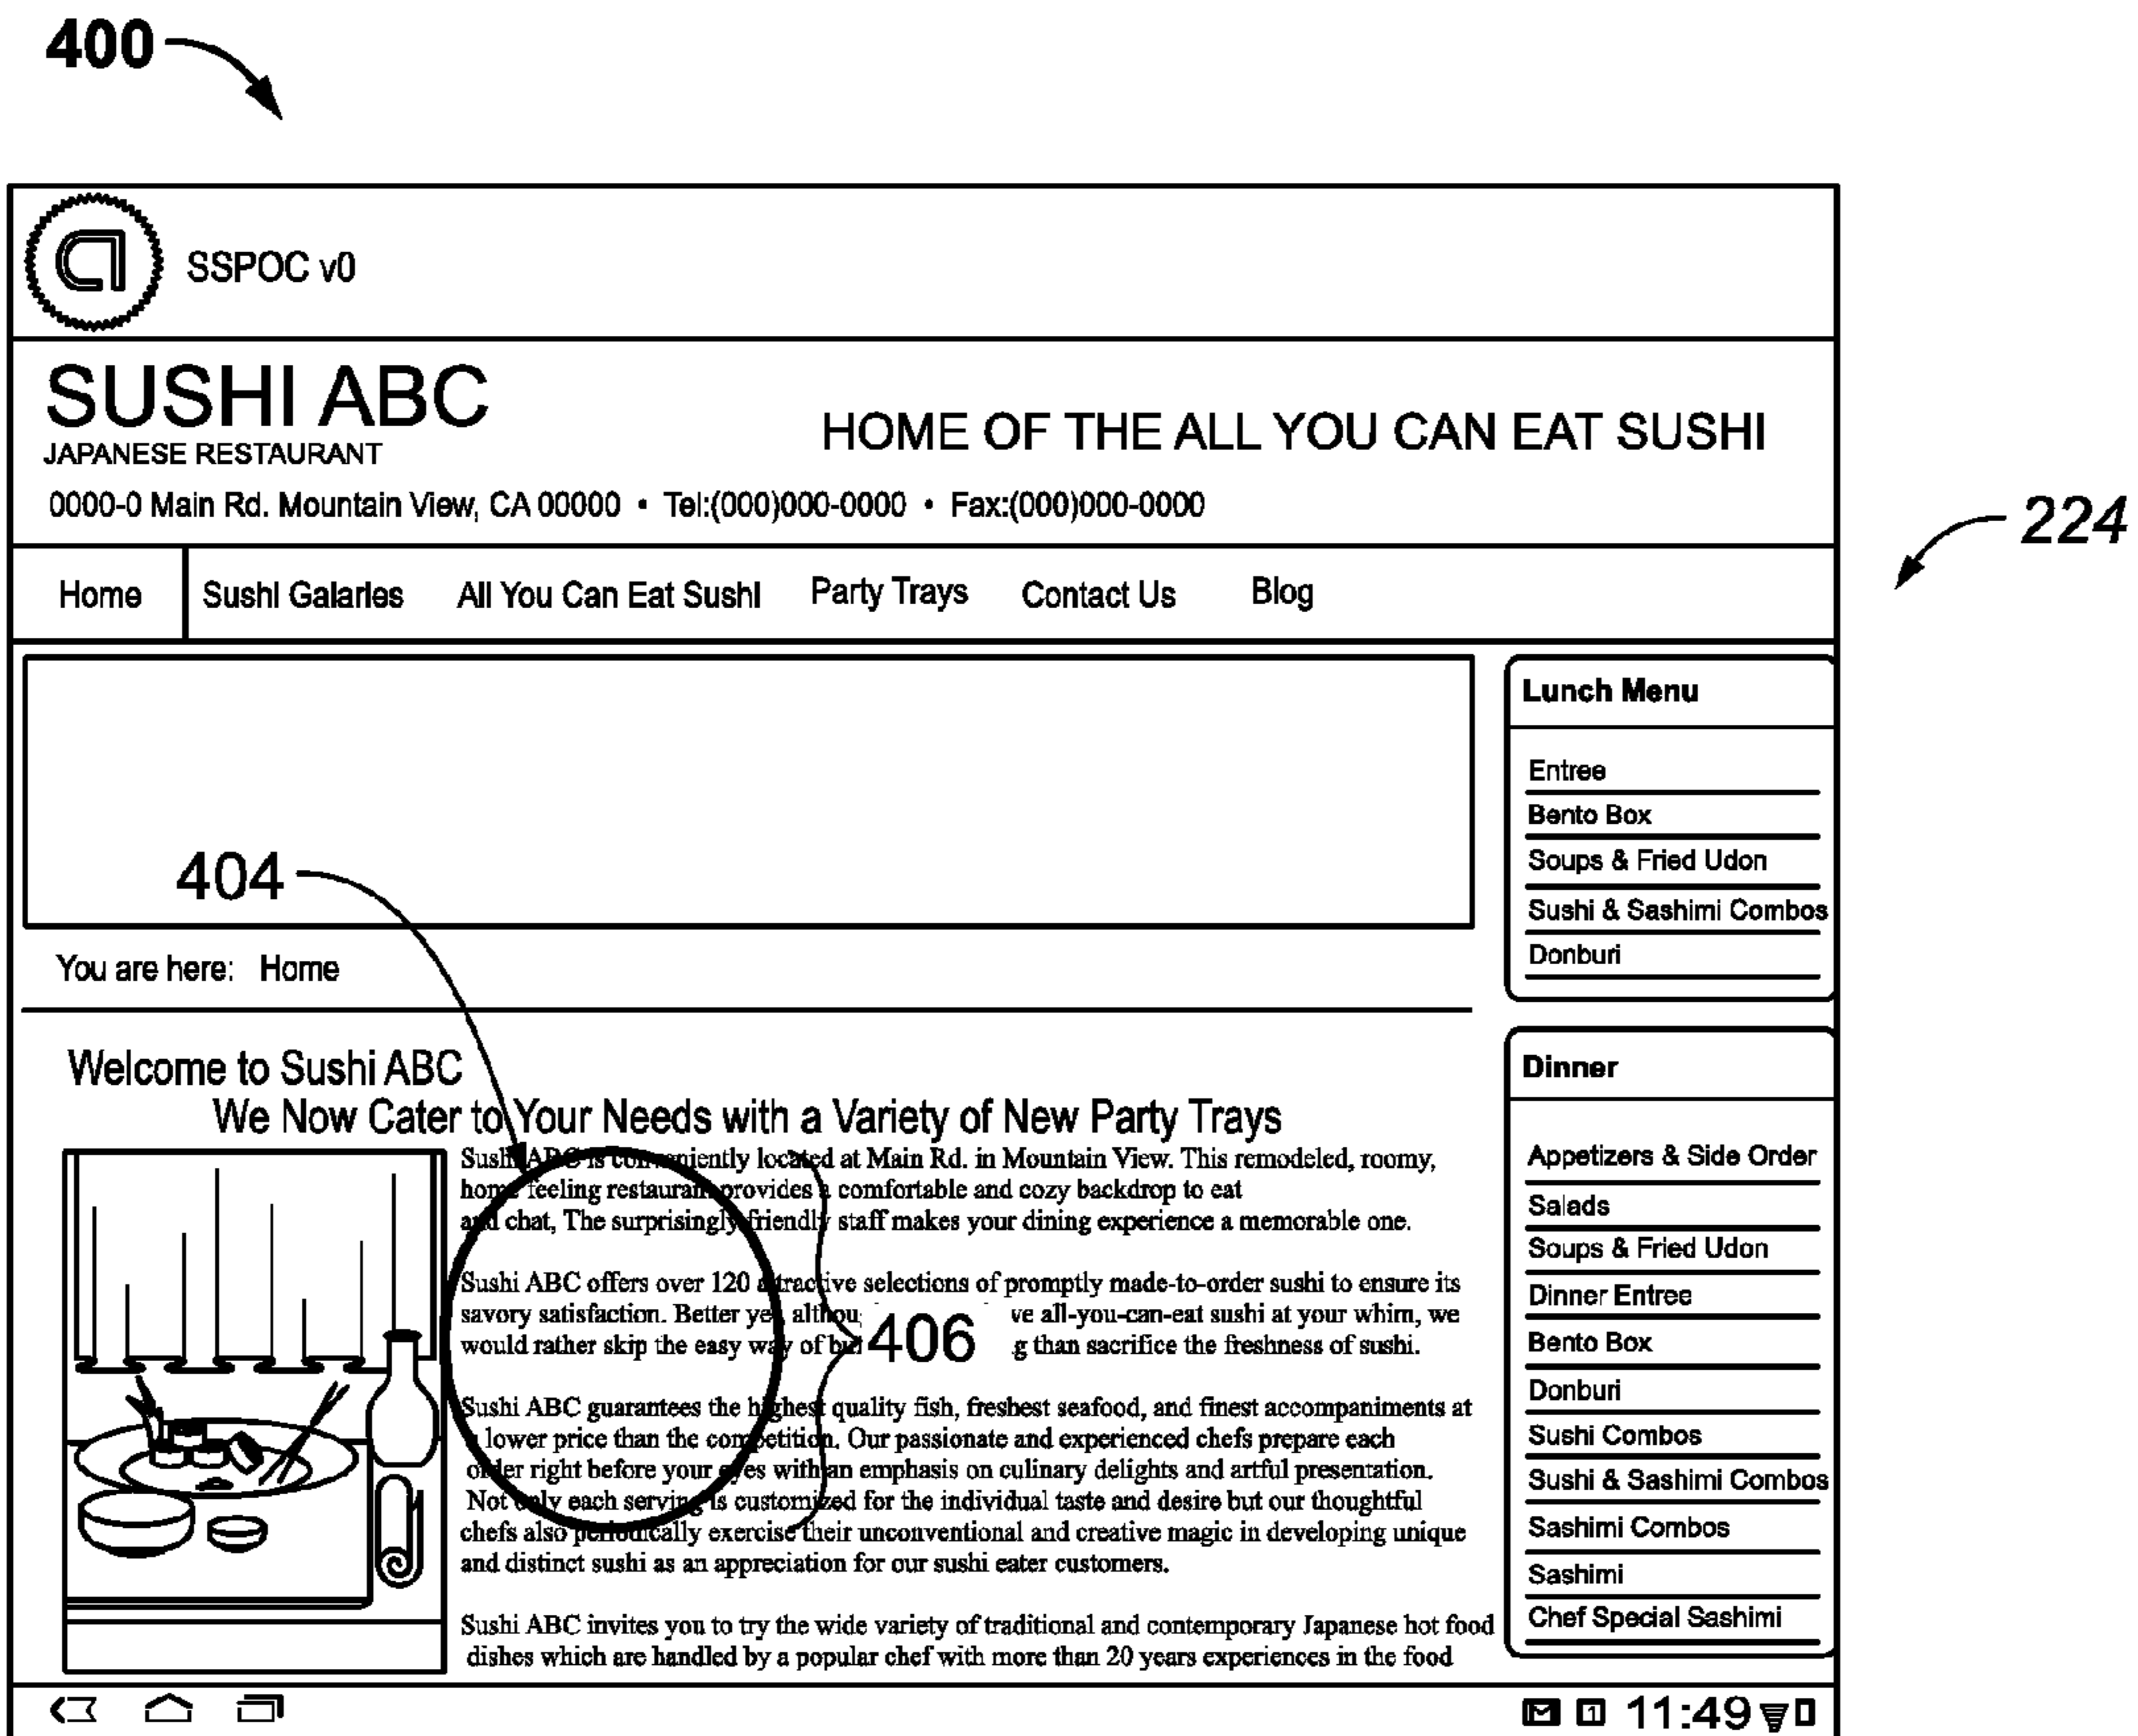 400
SSPOC v0
SUSHI ABC
JAPANESE RESTAURANT
HOME OF THE ALL YOU CAN EAT SUSHI
0000-0 Main Rd. Mountain View, CA 00000 • Tel:(000)000-0000 • Fax:(000)000-0000
224
Home Sushi Galaries All You Can Eat Sushi Party Trays Contact Us Blog
404
You are here: Home
Welcome to Sushi ABC
We Now Cater to Your Needs with a Variety of New Party Trays
Sushi ABC is conveniently located at Main Rd. in Mountain View. This remodeled, roomy,
home feeling restaurant provides a comfortable and cozy backdrop to eat
and chat, The surprisingly friendly staff makes your dining experience a memorable one.
Sushi ABC offers over 120 attractive selections of promptly made-to-order sushi to ensure its
savory satisfaction. Better yet, althou ve all-you-can-eat sushi at your whim, we
would rather skip the easy way of 406 g than sacrifice the freshness of sushi.
Sushi ABC guarantees the highest quality fish, freshest seafood, and finest accompaniments at
a lower price than the competition. Our passionate and experienced chefs prepare each
order right before your eyes with an emphasis on culinary delights and artful presentation.
Not only each serving is customized for the individual taste and desire but our thoughtful
chefs also periodically exercise their unconventional and creative magic in developing unique
and distinct sushi as an appreciation for our sushi eater customers.
Sushi ABC invites you to try the wide variety of traditional and contemporary Japanese hot food
dishes which are handled by a popular chef with more than 20 years experiences in the food
Lunch Menu
Entree
Bento Box
Soups & Fried Udon
Sushi & Sashimi Combos
Donburi
Dinner
Appetizers & Side Order
Salads
Soups & Fried Udon
Dinner Entree
Bento Box
Donburi
Sushi Combos
Sushi & Sashimi Combos
Sashimi Combos
Sashimi
Chef Special Sashimi
1 11:49